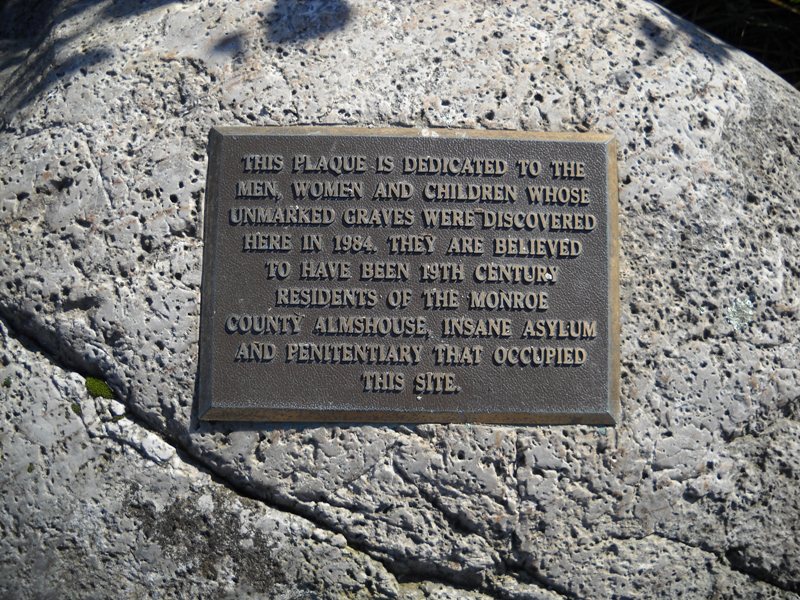 THIS PLAQUE IS DEDICATED TO THE
MEN, WOMEN AND CHILDREN WHOSE
UNMARKED GRAVES WERE DISCOVERED
HERE IN 1984. THEY ARE BELIEVED
TO HAVE BEEN 19TH CENTURY
RESIDENTS OF THE MONROE
COUNTY ALMSHOUSE, INSANE ASYLUM
AND PENITENTIARY THAT OCCUPIED
THIS SITE.